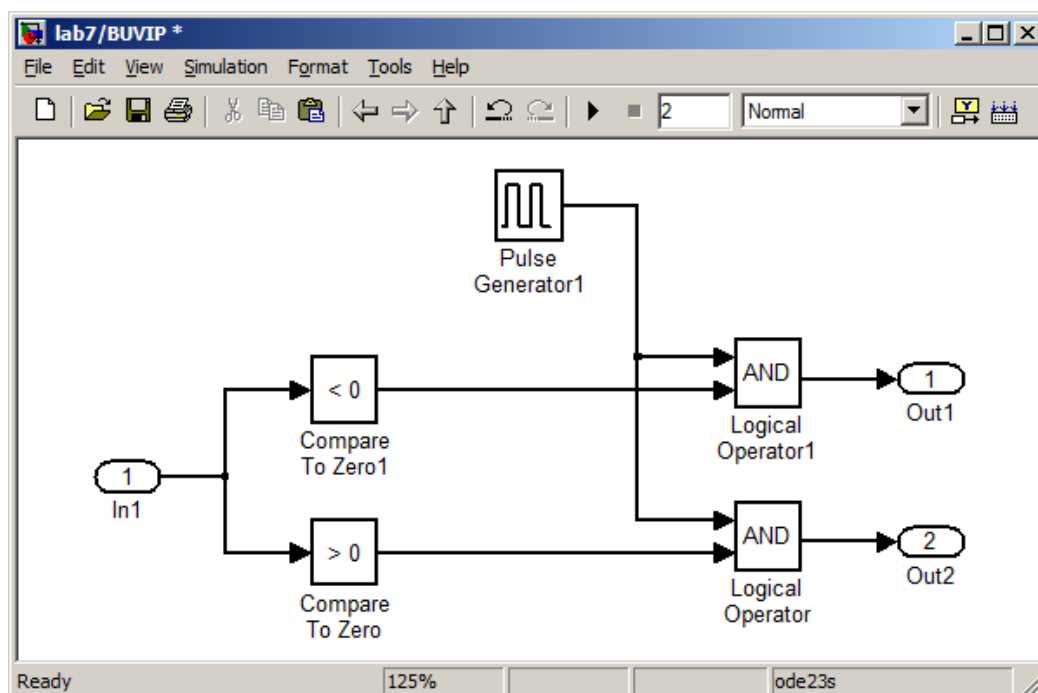 lab7/BUVIP *
File Edit View Simulation Format Tools Help
2 Normal
Pulse
Generator1
< 0
Compare
To Zero1
AND
Logical
Operator1
1
Out1
1
In1
> 0
Compare
To Zero
AND
Logical
Operator
2
Out2
Ready 125% ode23s